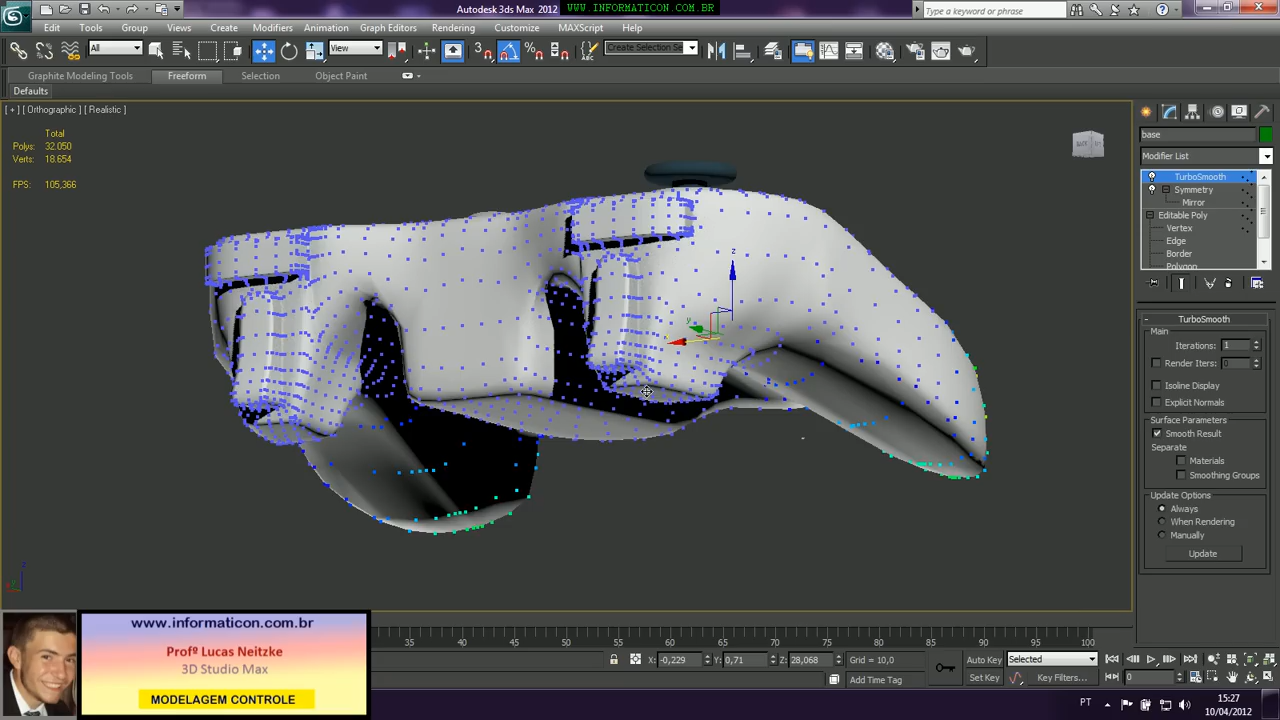 Autodesk 3ds Max 2012
WWW.INFORMATICON.COM.BR
Type a keyword or phrase
Edit Tools Group Views Create Modifiers Animation Graph Editors Rendering Customize MAXScript Help
All
View
Create Selection Se
Graphite Modeling Tools Freeform Selection Object Paint
Defaults
[ + ] [ Orthographic ] [ Realistic ]
Total
Polys: 32.050
Verts: 18.654
FPS: 105,366
z
y
base
Modifier List
TurboSmooth
Symmetry
Mirror
Editable Poly
Vertex
Edge
Border
Polygon
TurboSmooth
Main
Iterations: 1
Render Iters: 0
Isoline Display
Explicit Normals
Surface Parameters
Smooth Result
Separate
Materials
Smoothing Groups
Update Options
Always
When Rendering
Manually
Update
z
35 40 45 50 55 60 65 70 75 80 85 90 95 100
X: -0,229 Y: 0,71 Z: 28,068 Grid = 10,0
Add Time Tag
Auto Key Selected
Set Key Key Filters...
0
www.informaticon.com.br
Profº Lucas Neitzke
3D Studio Max
MODELAGEM CONTROLE
PT
15:27
10/04/2012